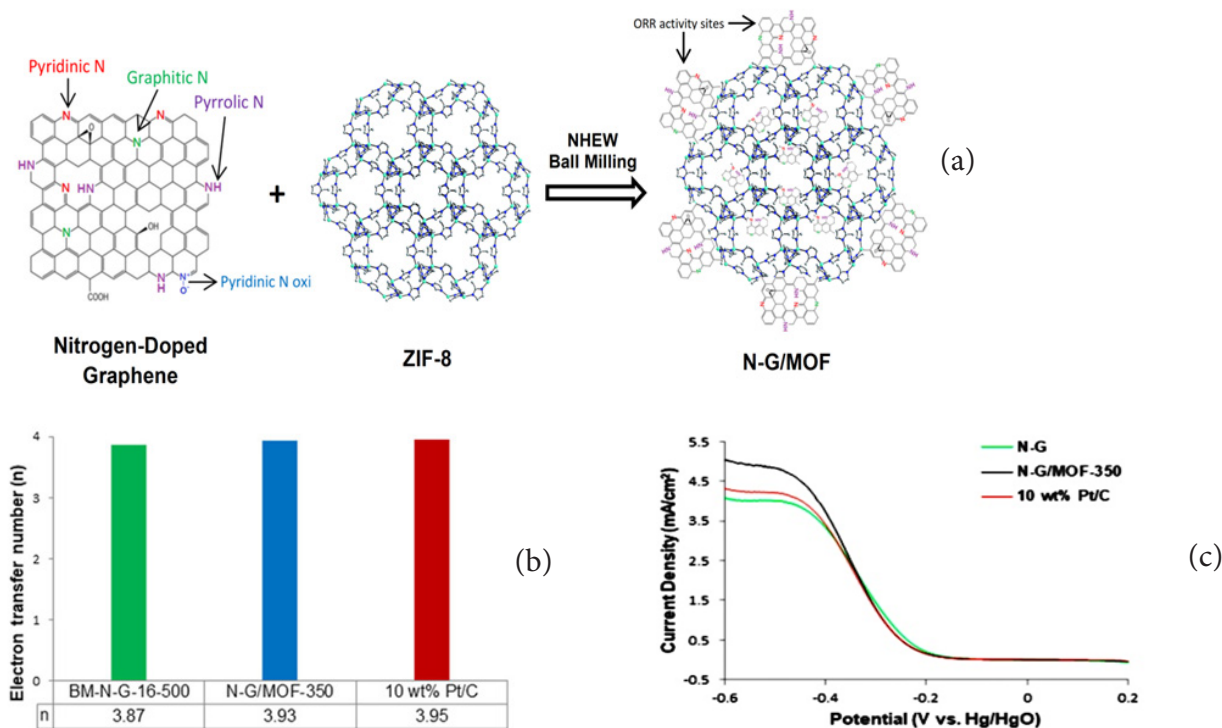 ORR activity sites
Pyridinic N
Graphitic N
Pyrrolic N
N
N
N
O
HN
HN
NH
N
N
OH
N
H
N
O
COOH
Pyridinic N oxi
+
NHEW
Ball Milling
(a)
Nitrogen-Doped
Graphene
ZIF-8
N-G/MOF
Electron transfer number (n)
4
3
2
1
0
BM-N-G-16-500 N-G/MOF-350 10 wt% Pt/C
n 3.87 3.93 3.95
(b)
Current Density (mA/cm²)
5.5
4.5
3.5
2.5
1.5
0.5
-0.5
-0.6 -0.4 -0.2 0 0.2
Potential (V vs. Hg/HgO)
N-G
N-G/MOF-350
10 wt% Pt/C
(c)